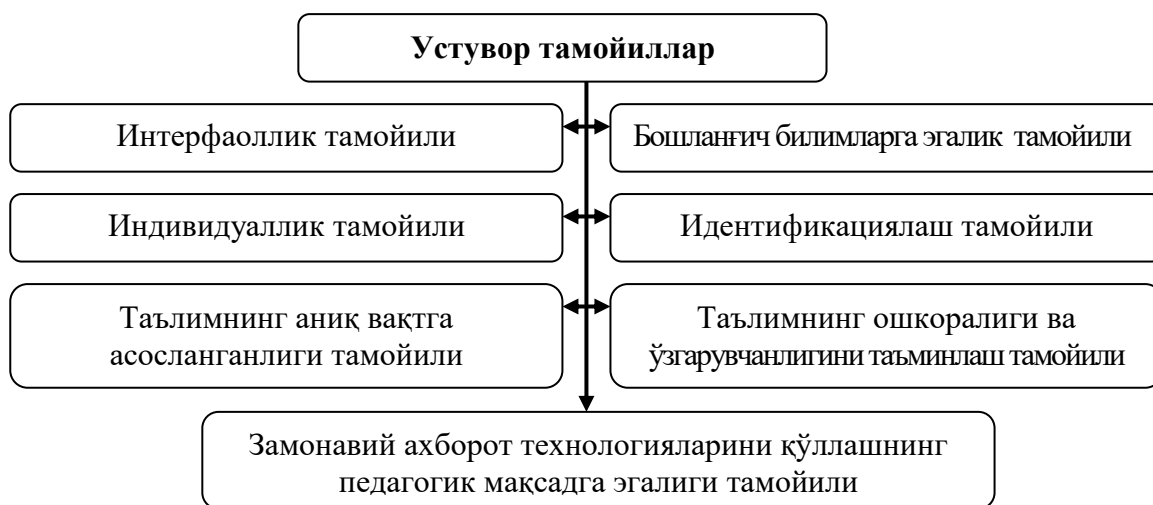 Устувор тамойиллар
Интерфаоллик тамойили
Бошланғич билимларга эгалик тамойили
Индивидуаллик тамойили
Идентификациялаш тамойили
Таълимнинг аниқ вақтга
асосланганлиги тамойили
Таълимнинг ошкоралиги ва
ўзгарувчанлигини таъминлаш тамойили
Замонавий ахборот технологияларини қўллашнинг
педагогик мақсадга эгалиги тамойили